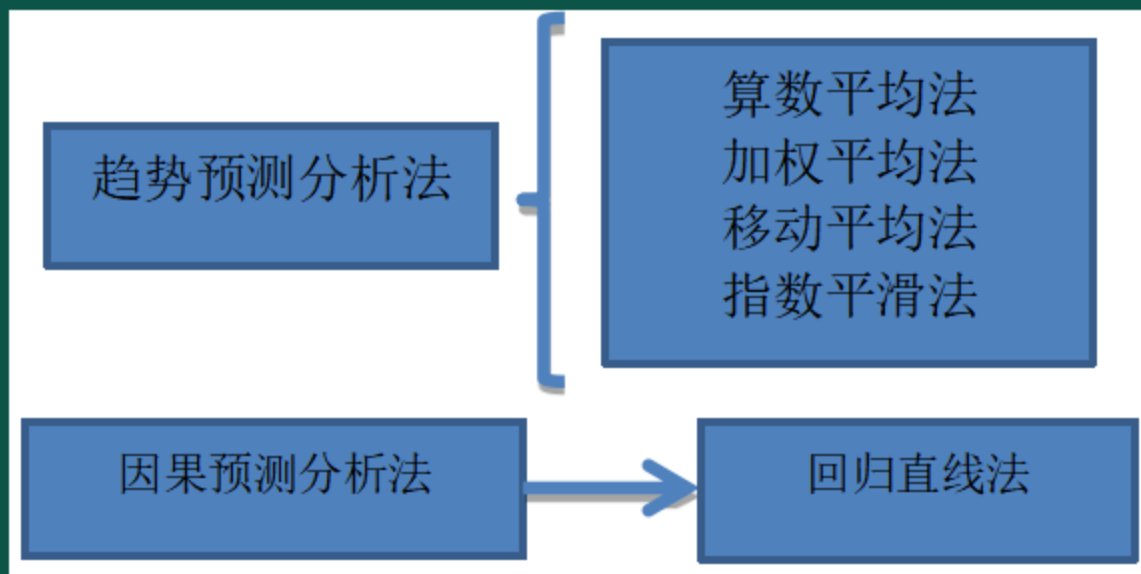 趋势预测分析法
算数平均法
加权平均法
移动平均法
指数平滑法
因果预测分析法
回归直线法